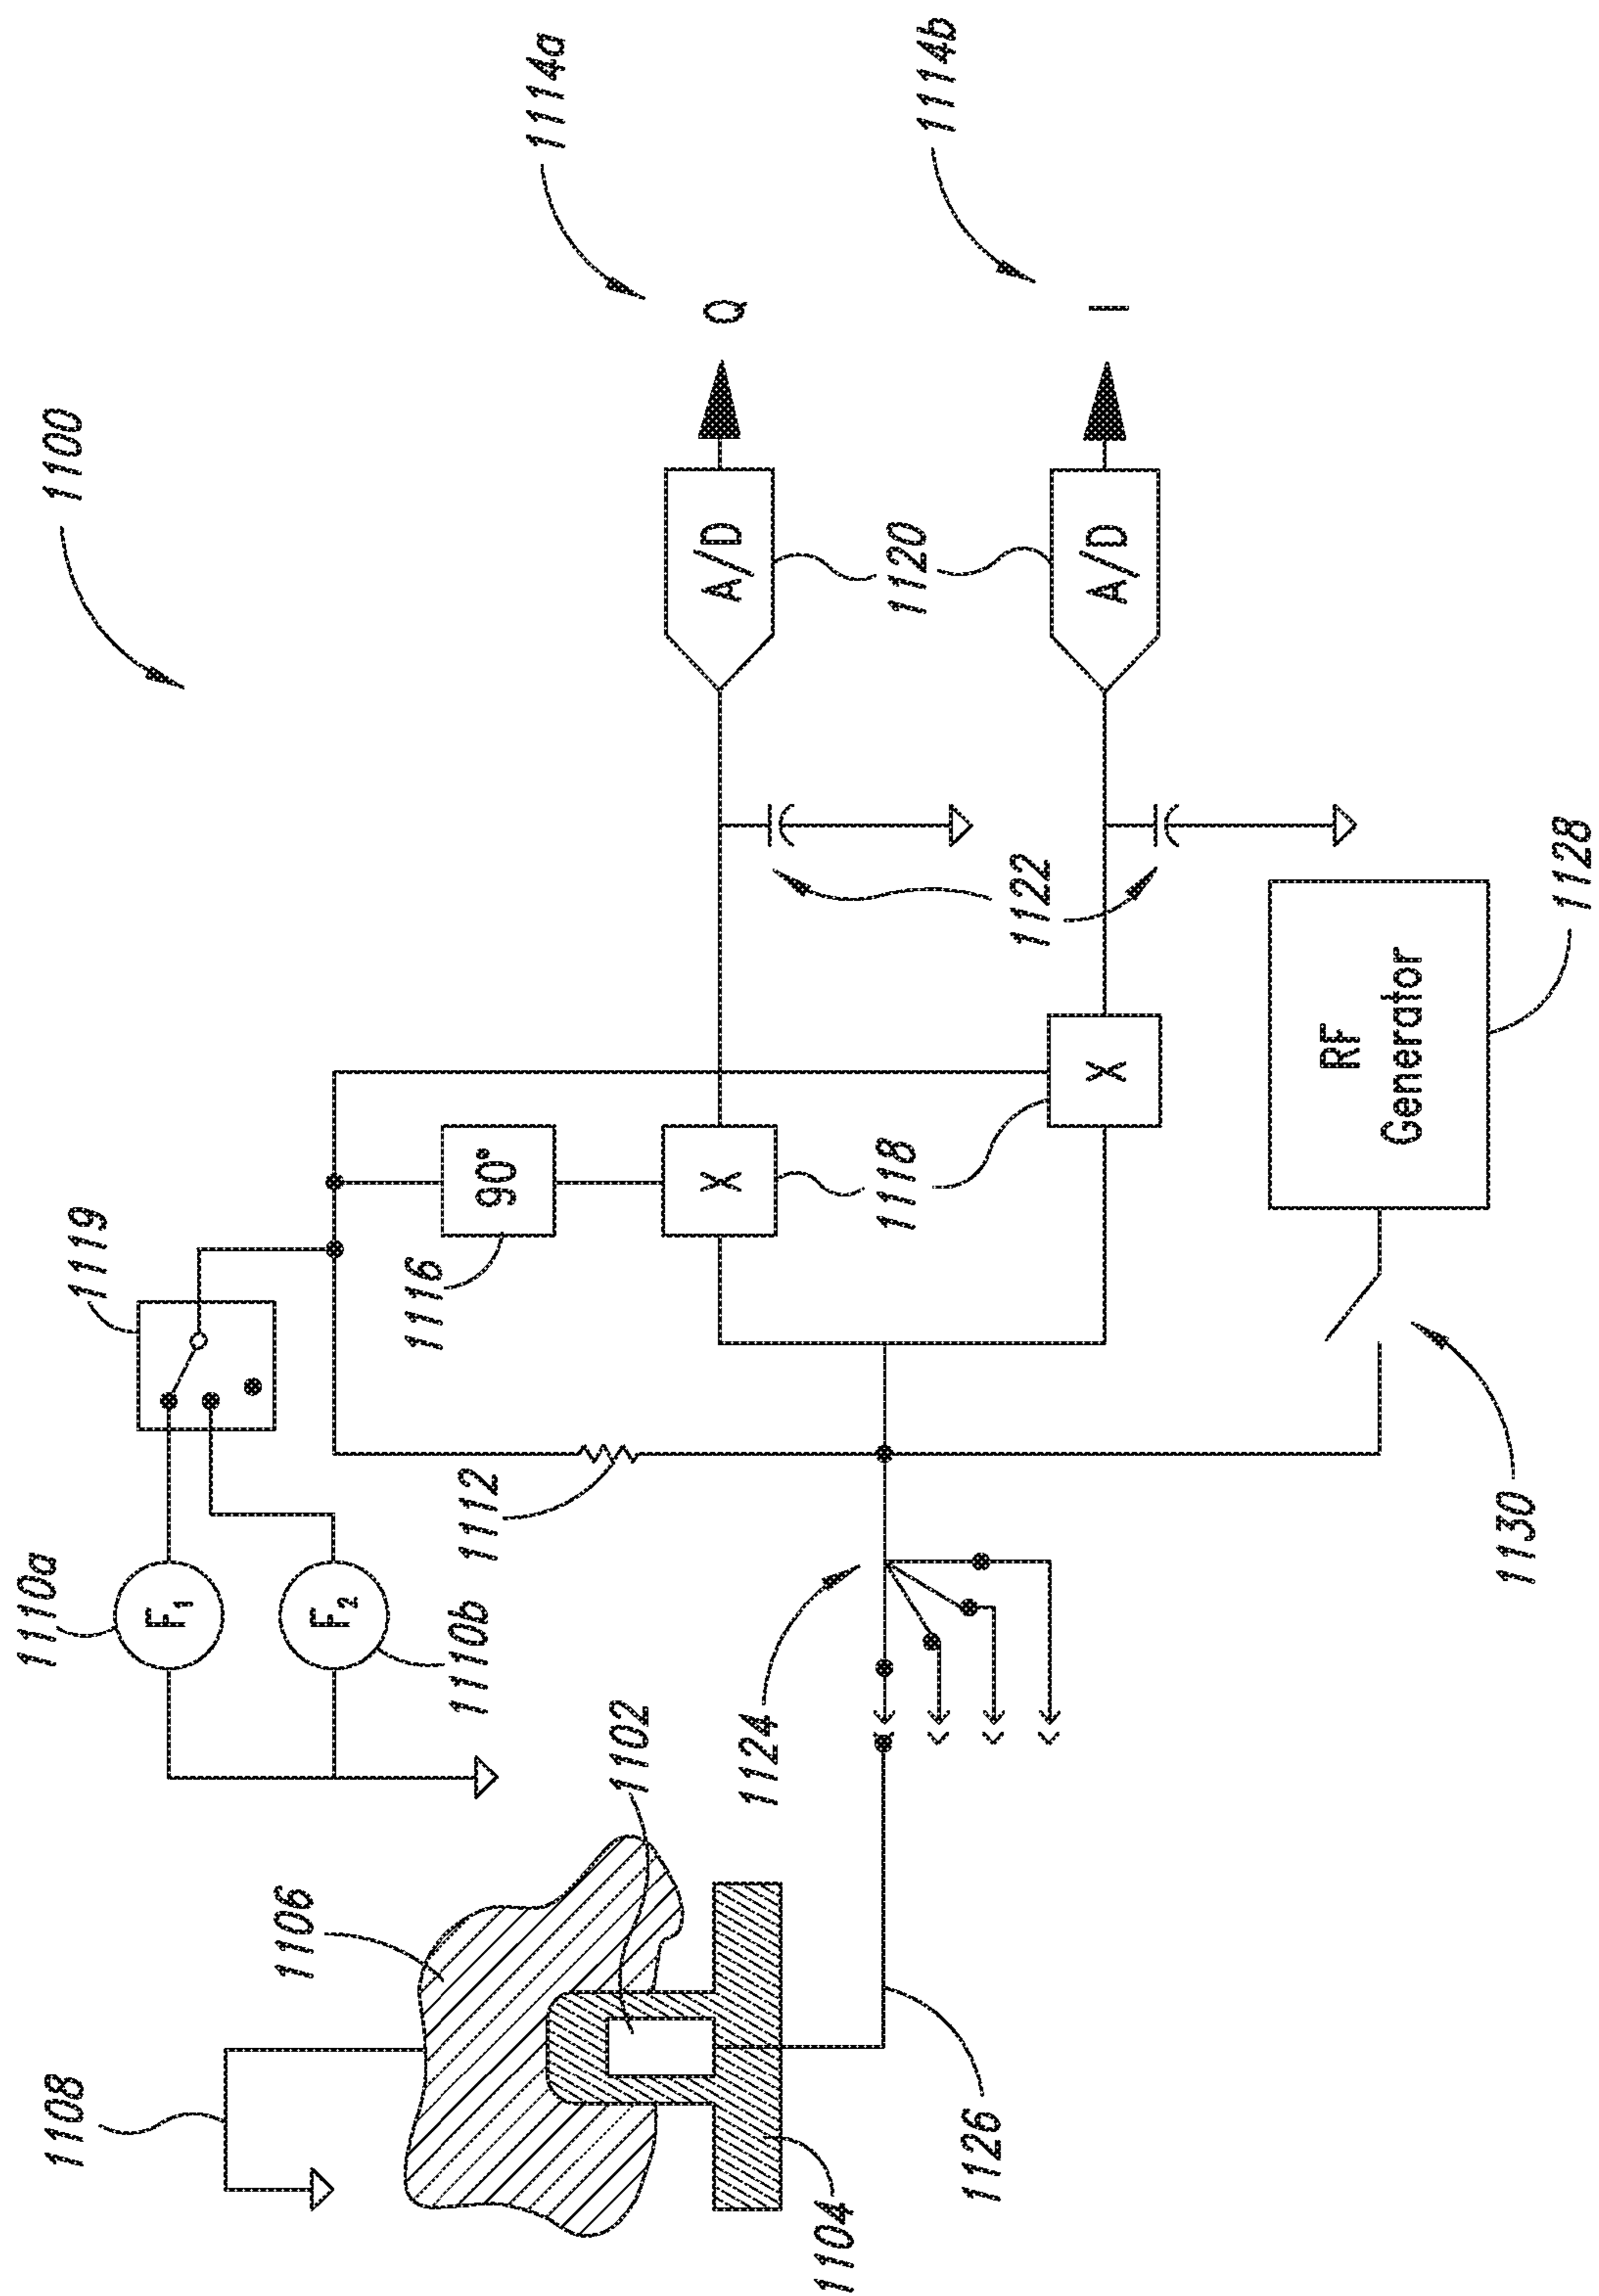 1100
1114a
1114b
1110a
F₁
1119
F₂
1110b
1112
1116
90°
X
1118
X
A/D
Q
1120
A/D
I
1122
1108
1106
1102
1104
1124
1126
1130
RF
Generator
1128